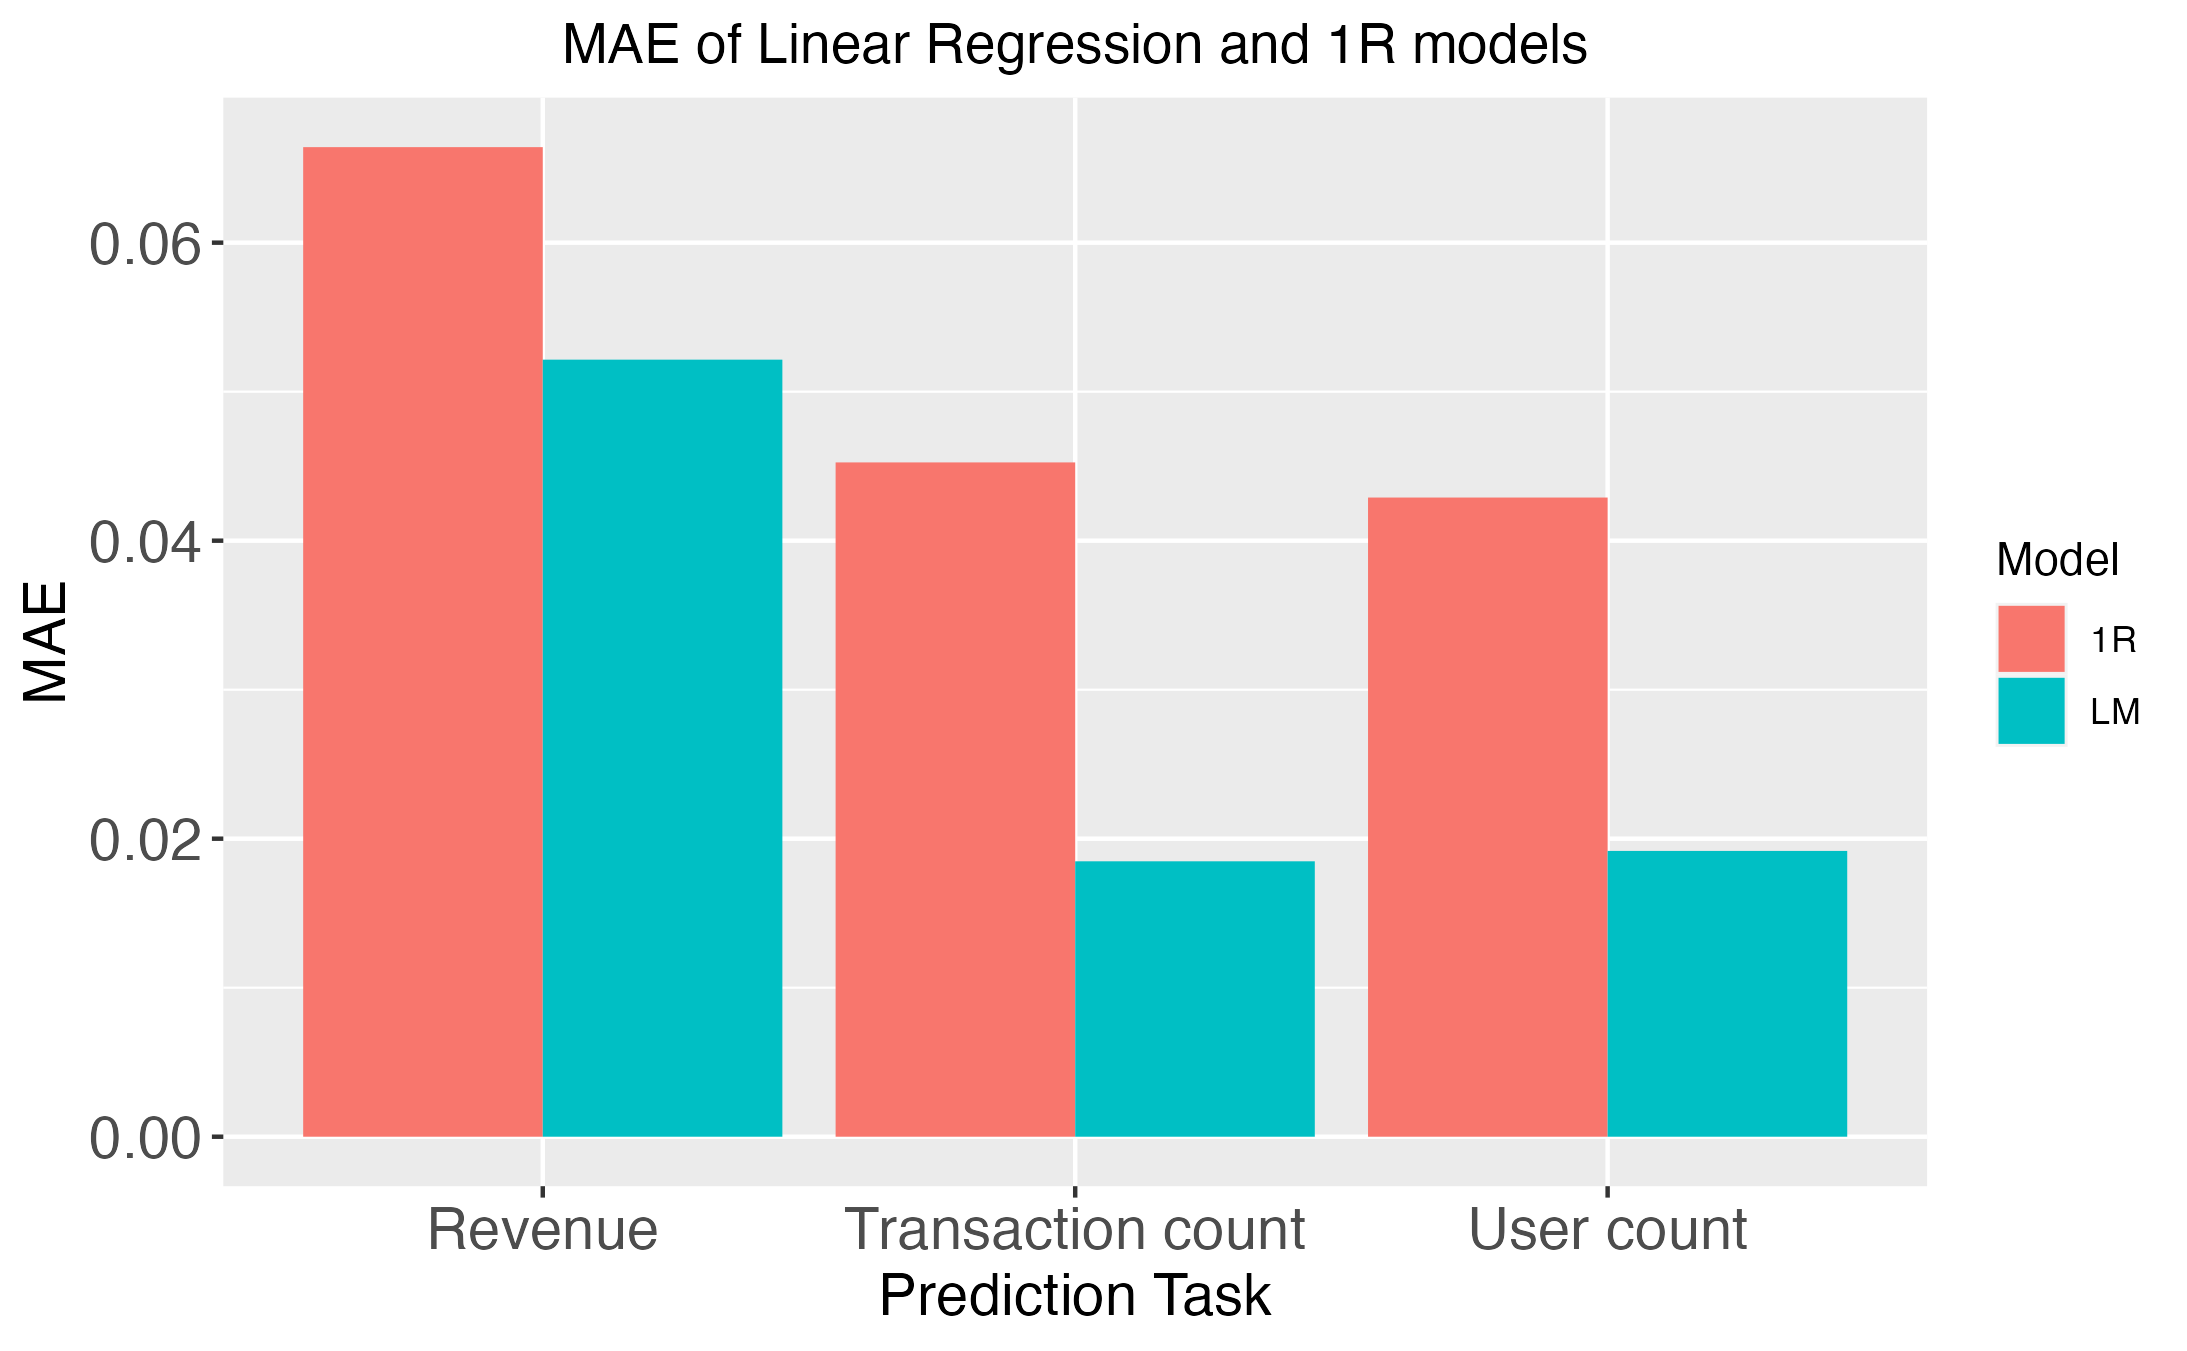 MAE of Linear Regression and 1R models
MAE
0.06
0.04
0.02
0.00
Revenue
Transaction count
User count
Prediction Task
Model
1R
LM